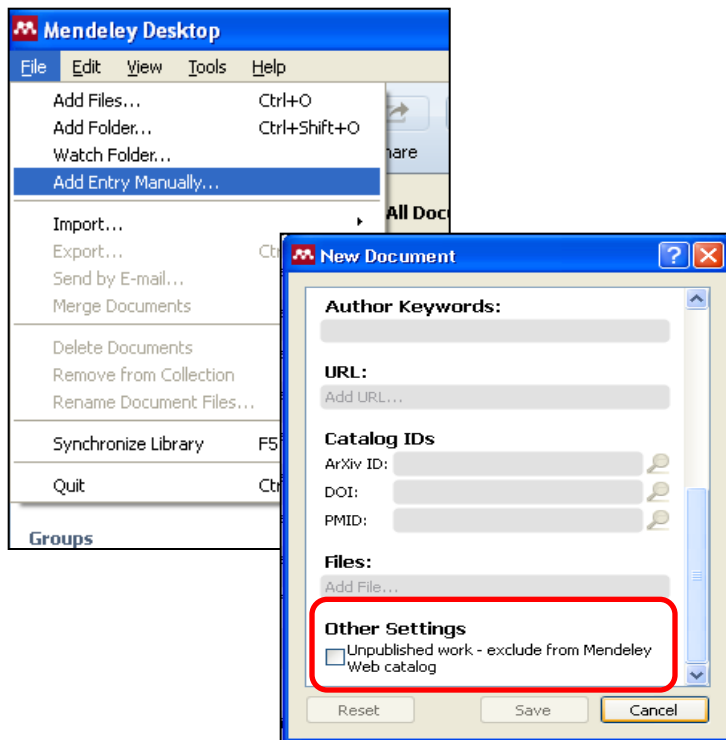 Mendeley Desktop
File Edit View Tools Help
Add Files... Ctrl+O
Add Folder... Ctrl+Shift+O
Watch Folder...
Add Entry Manually...
Import...
Export...
Send by E-mail...
Merge Documents
Delete Documents
Remove from Collection
Rename Document Files...
Synchronize Library F5
Quit
hare
All Doc
Groups
New Document
Author Keywords:
URL:
Add URL...
Catalog IDs
ArXiv ID:
DOI:
PMID:
Files:
Add File...
Other Settings
Unpublished work - exclude from Mendeley
Web catalog
Reset Save Cancel